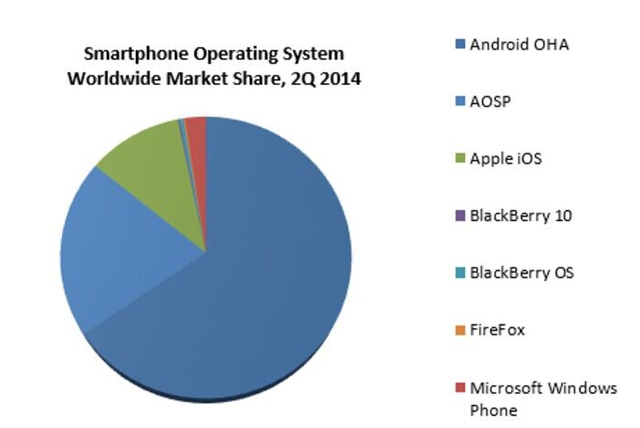 Smartphone Operating System
Worldwide Market Share, 2Q 2014
Android OHA
AOSP
Apple iOS
BlackBerry 10
BlackBerry OS
FireFox
Microsoft Windows
Phone